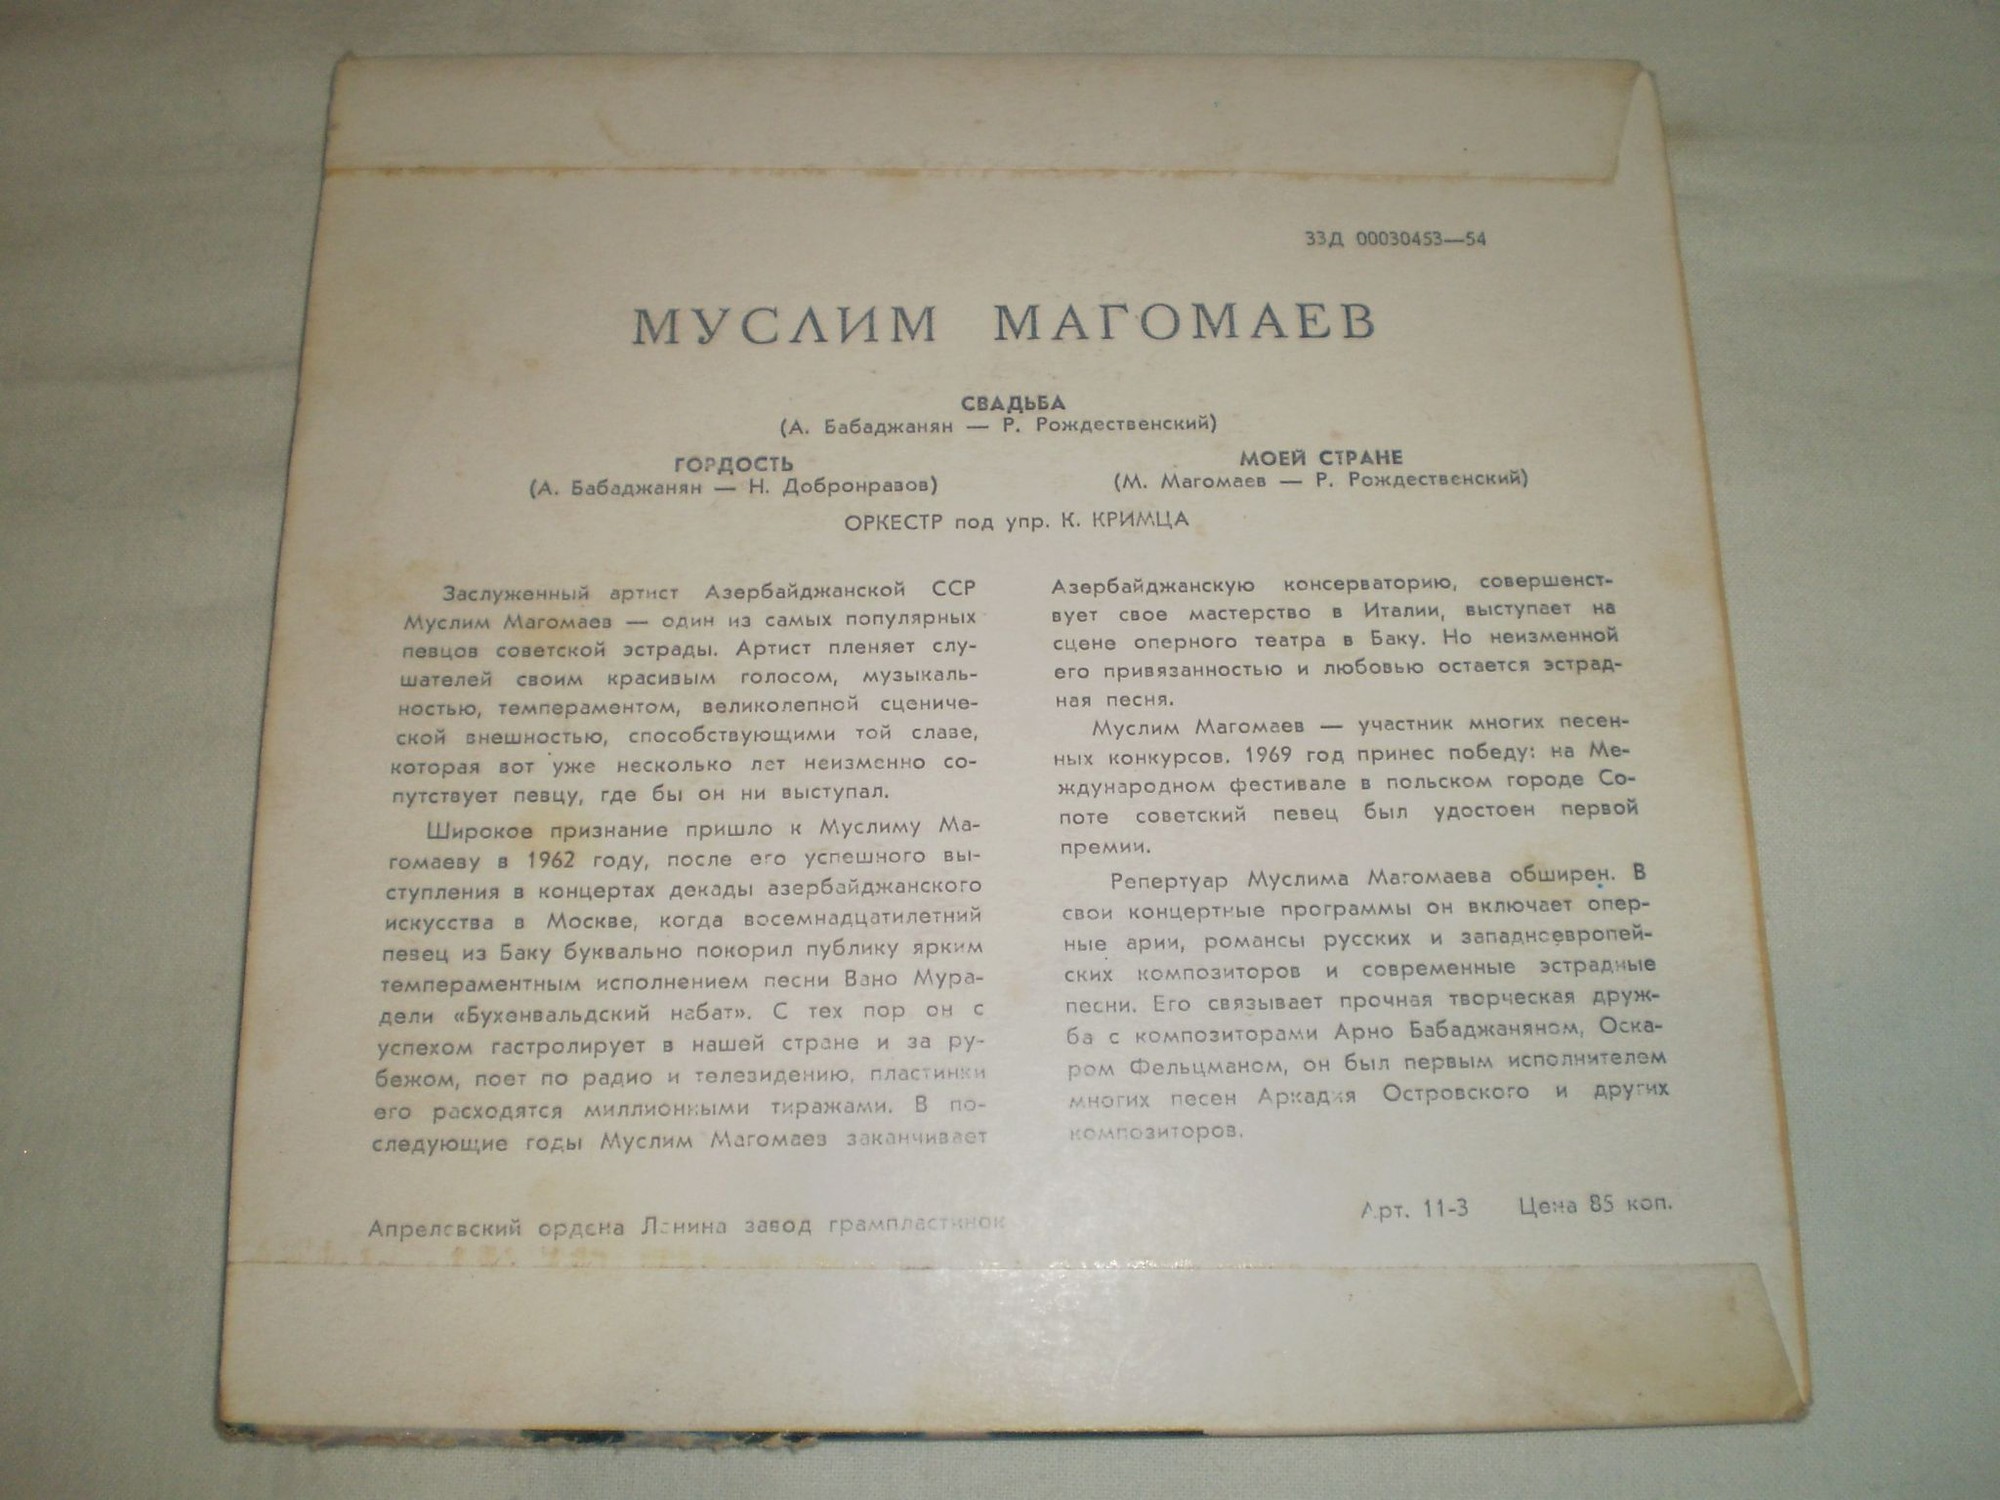 33Д 00030453—54
МУСЛИМ МАГОМАЕВ
СВАДЬБА
(А. Бабаджанян — Р. Рождественский)
ГОРДОСТЬ
(А. Бабаджанян — Н. Добронравов)
МОЕЙ СТРАНЕ
(М. Магомаев — Р. Рождественский)
ОРКЕСТР под упр. К. КРИМЦА
Заслуженный артист Азербайджанской ССР
Муслим Магомаев — один из самых популярных
певцов советской эстрады. Артист пленяет слу-
шателей своим красивым голосом, музыкаль-
ностью, темпераментом, великолепной сцениче-
ской внешностью, способствующими той славе,
которая вот уже несколько лет неизменно со-
путствует певцу, где бы он ни выступал.
Широкое признание пришло к Муслиму Ма-
гомаеву в 1962 году, после его успешного вы-
ступления в концертах декады азербайджанского
искусства в Москве, когда восемнадцатилетний
певец из Баку буквально покорил публику ярким
темпераментным исполнением песни Вано Мура-
дели «Бухенвальдский набат». С тех пор он с
успехом гастролирует в нашей стране и за ру-
бежом, поет по радио и телевидению, пластинки
его расходятся миллионными тиражами. В по-
следующие годы Муслим Магомаев заканчивает
Азербайджанскую консерваторию, совершенст-
вует свое мастерство в Италии, выступает на
сцене оперного театра в Баку. Но неизменной
его привязанностью и любовью остается эстрад-
ная песня.
Муслим Магомаев — участник многих песен-
ных конкурсов. 1969 год принес победу: на Ме-
ждународном фестивале в польском городе Со-
поте советский певец был удостоен первой
премии.
Репертуар Муслима Магомаева обширен. В
свои концертные программы он включает опер-
ные арии, романсы русских и западноевропей-
ских композиторов и современные эстрадные
песни. Его связывает прочная творческая друж-
ба с композиторами Арно Бабаджаняном, Оска-
ром Фельцманом, он был первым исполнителем
многих песен Аркадия Островского и других
композиторов.
Апрелевский ордена Ленина завод грампластинок
Арт. 11-3 Цена 85 коп.